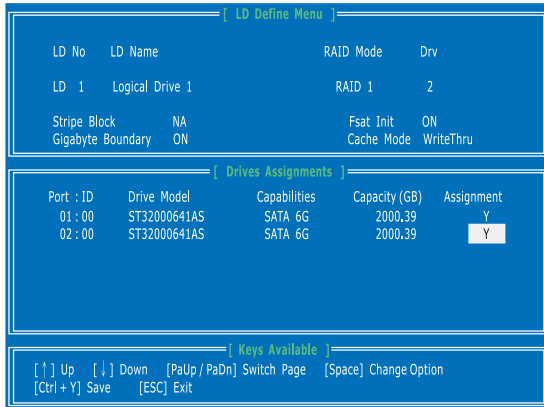 [ LD Define Menu ]
LD No LD Name RAID Mode Drv
LD 1 Logical Drive 1 RAID 1 2
Stripe Block NA Fsat Init ON
Gigabyte Boundary ON Cache Mode WriteThru
[ Drives Assignments ]
Port : ID Drive Model Capabilities Capacity (GB) Assignment
01 : 00 ST32000641AS SATA 6G 2000.39 Y
02 : 00 ST32000641AS SATA 6G 2000.39 Y
[ Keys Available ]
[↑] Up [↓] Down [PaUp / PaDn] Switch Page [Space] Change Option
[Ctrl + Y] Save [ESC] Exit